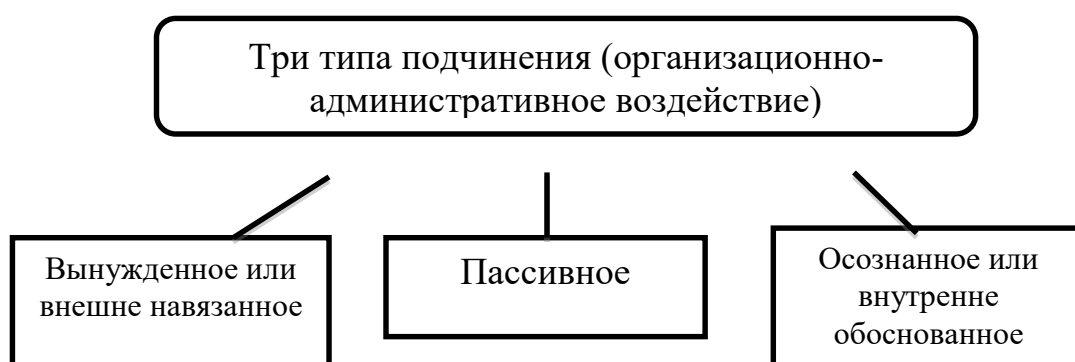 Три типа подчинения (организационно-
административное воздействие)
Вынужденное или
внешне навязанное
Пассивное
Осознанное или
внутренне
обоснованное